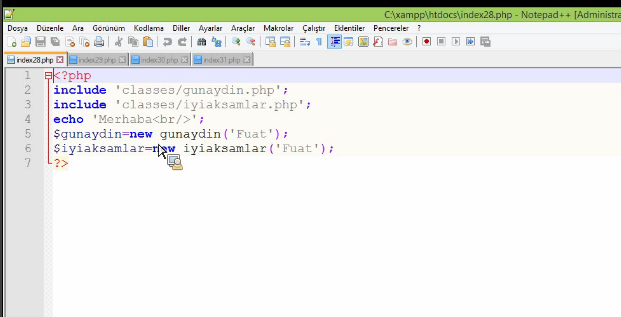 C:\xampp\htdocs\index28.php - Notepad++ [Administra
Dosya Düzenle Ara Görünüm Kodlama Diller Ayarlar Araçlar Makrolar Çalıştır Eklentiler Pencereler ?
index28.php index29.php index30.php index31.php
1 <?php
2 include 'classes/gunaydin.php';
3 include 'classes/iyiaksamlar.php';
4 echo 'Merhaba<br/>';
5 $gunaydin=new gunaydin('Fuat');
6 $iyiaksamlar=new iyiaksamlar('Fuat');
7 ?>